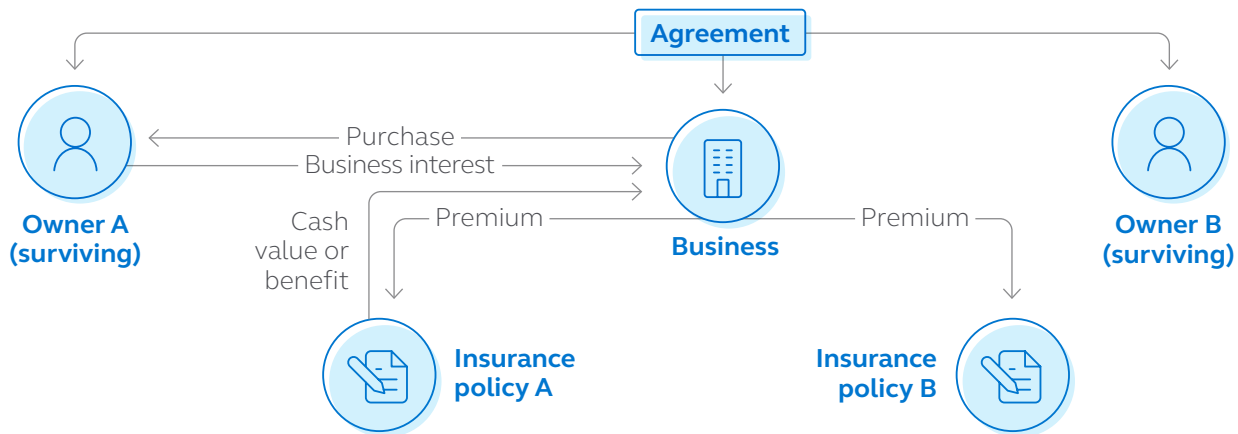 Agreement
Purchase
Business interest
Owner A
(surviving)
Cash
value or
benefit
Premium
Business
Premium
Owner B
(surviving)
Insurance
policy A
Insurance
policy B